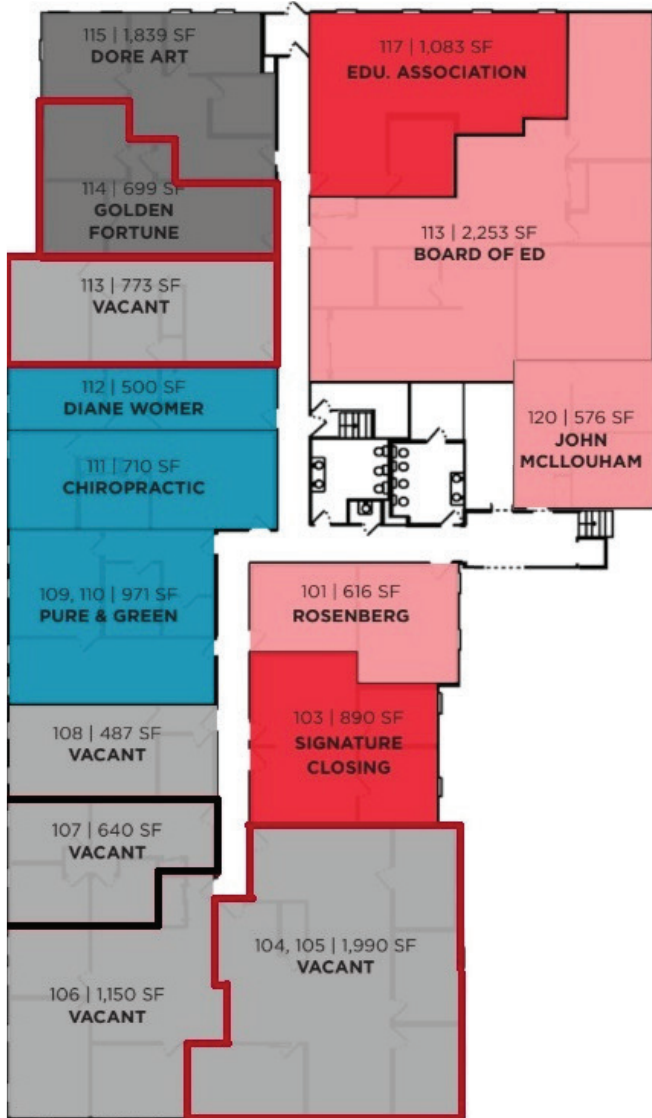 115 | 1,839 SF
DORE ART
117 | 1,083 SF
EDU. ASSOCIATION
114 | 699 SF
GOLDEN
FORTUNE
113 | 2,253 SF
BOARD OF ED
113 | 773 SF
VACANT
112 | 500 SF
DIANE WOMER
120 | 576 SF
JOHN
MCLLOUHAM
111 | 710 SF
CHIROPRACTIC
109, 110 | 971 SF
PURE & GREEN
101 | 616 SF
ROSENBERG
108 | 487 SF
VACANT
103 | 890 SF
SIGNATURE
CLOSING
107 | 640 SF
VACANT
104, 105 | 1,990 SF
VACANT
106 | 1,150 SF
VACANT